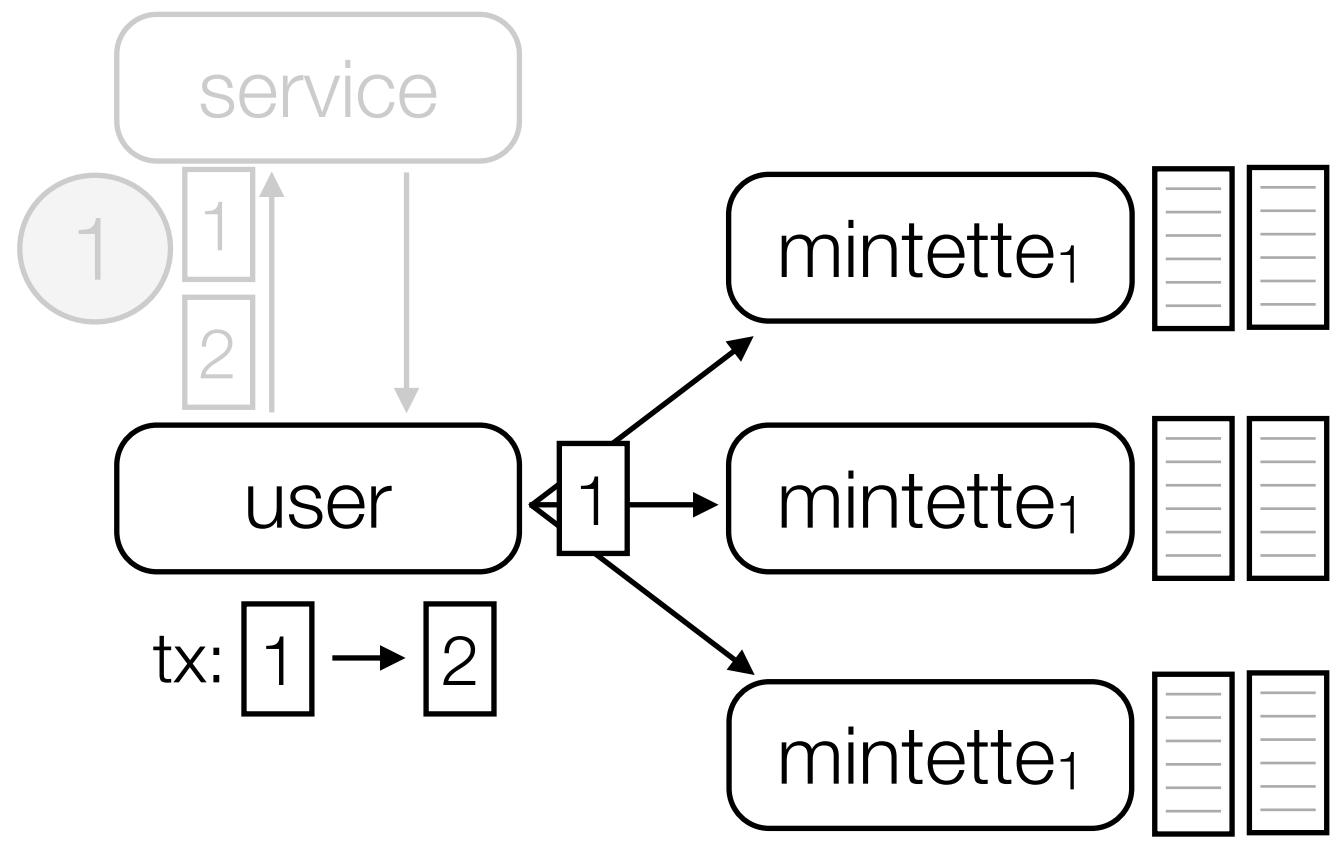 service
1
1
2
mintette₁
user
1
mintette₁
tx: 1 → 2
mintette₁